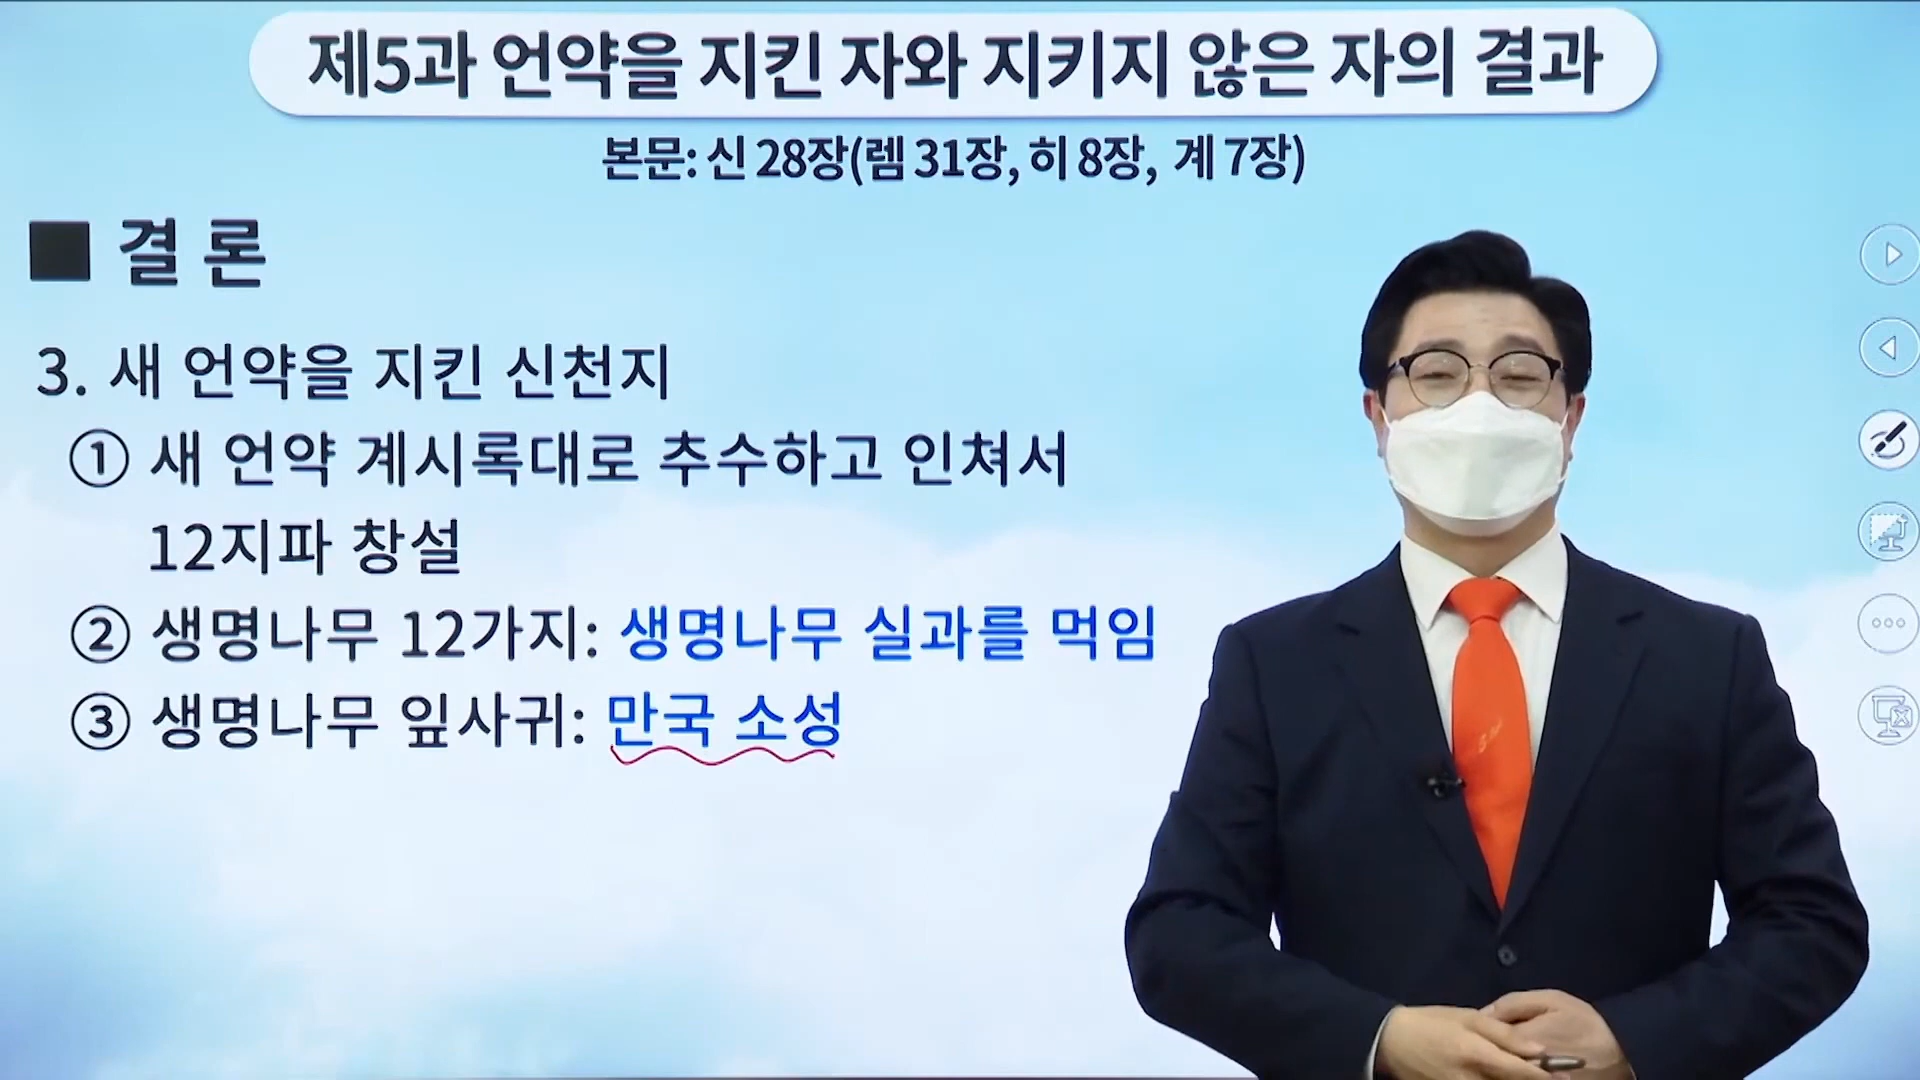 제5과 언약을 지킨 자와 지키지 않은 자의 결과
본문: 신 28장(렘 31장, 히 8장, 계 7장)
■ 결 론
3. 새 언약을 지킨 신천지
① 새 언약 계시록대로 추수하고 인쳐서
12지파 창설
② 생명나무 12가지: 생명나무 실과를 먹임
③ 생명나무 잎사귀: 만국 소성